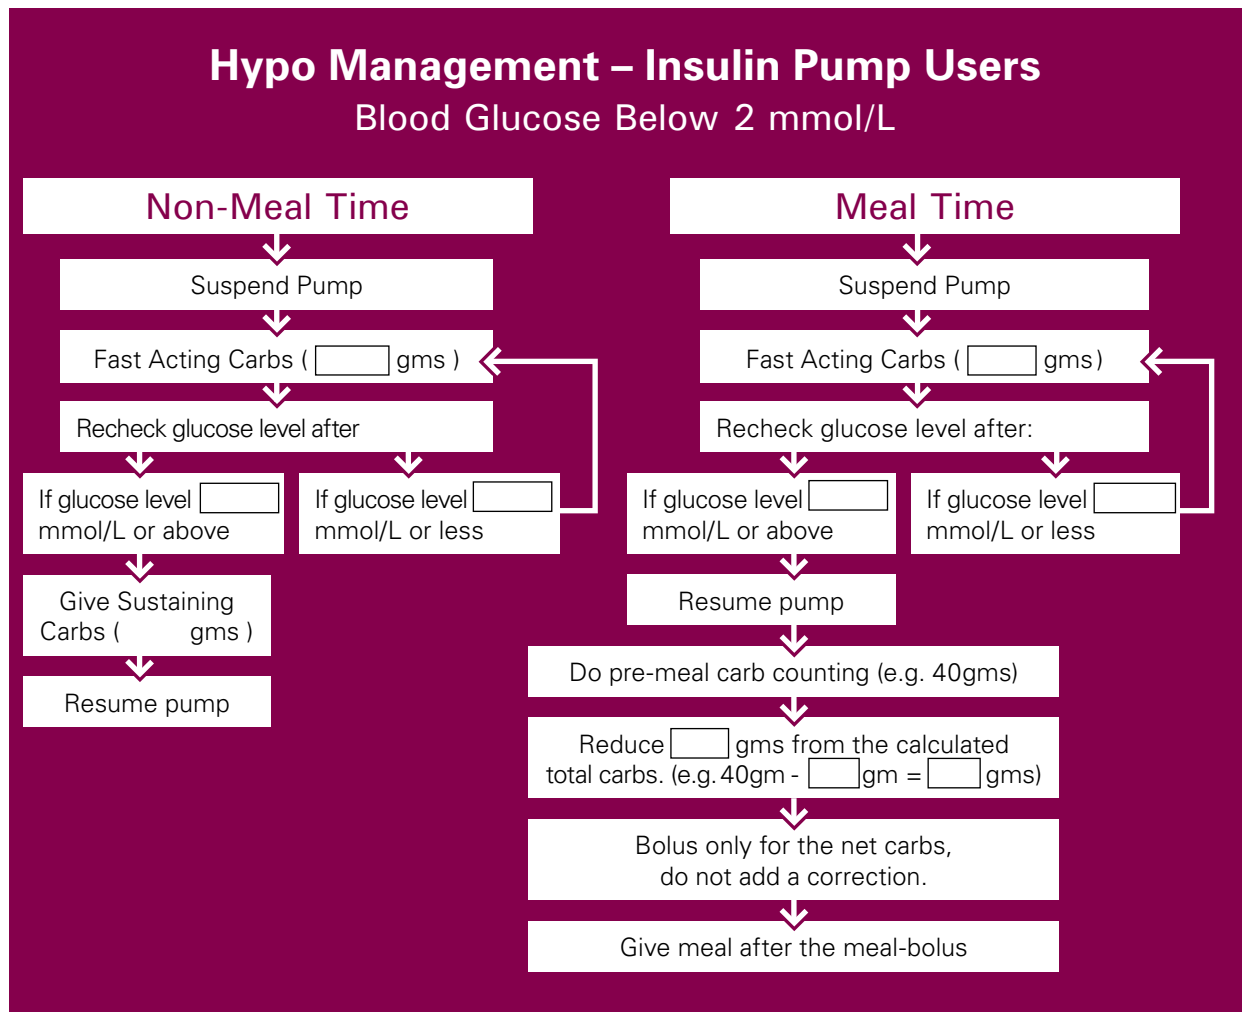 Hypo Management – Insulin Pump Users
Blood Glucose Below 2 mmol/L
Non-Meal Time
Suspend Pump
Fast Acting Carbs ( gms )
Recheck glucose level after
If glucose level
mmol/L or above
If glucose level
mmol/L or less
Give Sustaining
Carbs ( gms )
Resume pump
Meal Time
Suspend Pump
Fast Acting Carbs ( gms)
Recheck glucose level after:
If glucose level
mmol/L or above
If glucose level
mmol/L or less
Resume pump
Do pre-meal carb counting (e.g. 40gms)
Reduce gms from the calculated
total carbs. (e.g. 40gm - gm = gms)
Bolus only for the net carbs,
do not add a correction.
Give meal after the meal-bolus